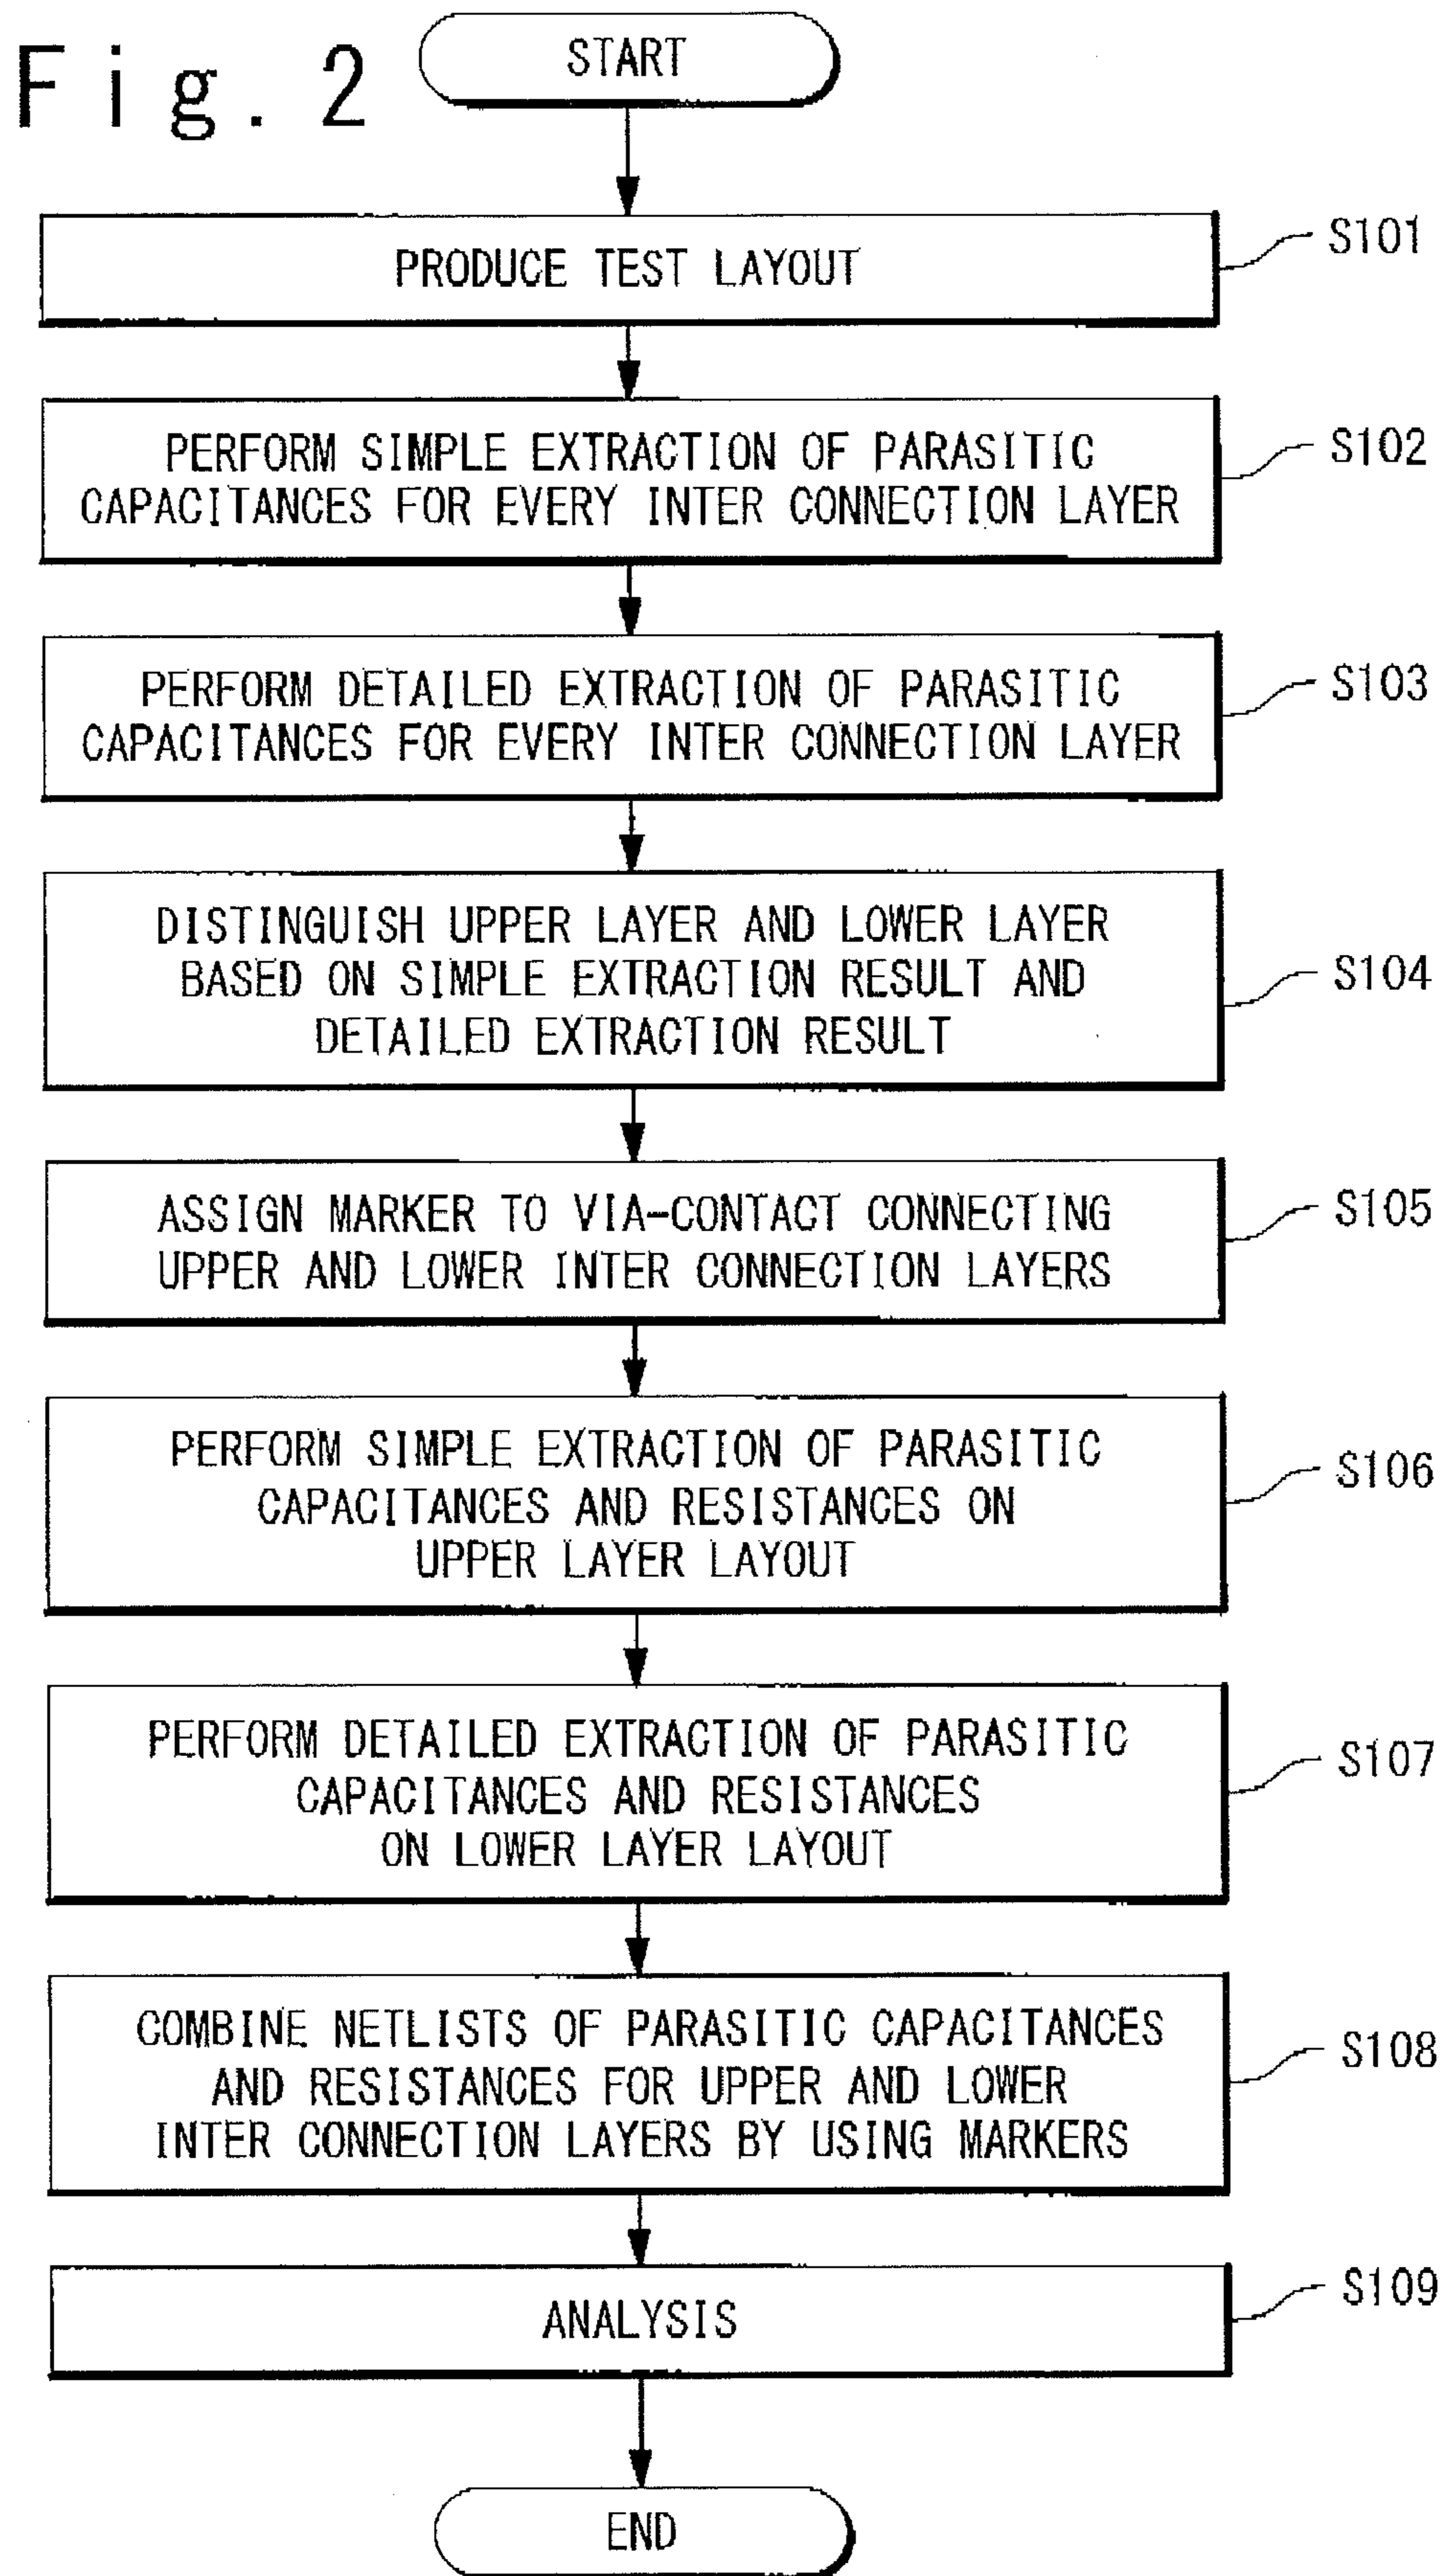 Fig. 2
START
PRODUCE TEST LAYOUT
S101
PERFORM SIMPLE EXTRACTION OF PARASITIC
CAPACITANCES FOR EVERY INTER CONNECTION LAYER
S102
PERFORM DETAILED EXTRACTION OF PARASITIC
CAPACITANCES FOR EVERY INTER CONNECTION LAYER
S103
DISTINGUISH UPPER LAYER AND LOWER LAYER
BASED ON SIMPLE EXTRACTION RESULT AND
DETAILED EXTRACTION RESULT
S104
ASSIGN MARKER TO VIA-CONTACT CONNECTING
UPPER AND LOWER INTER CONNECTION LAYERS
S105
PERFORM SIMPLE EXTRACTION OF PARASITIC
CAPACITANCES AND RESISTANCES ON
UPPER LAYER LAYOUT
S106
PERFORM DETAILED EXTRACTION OF PARASITIC
CAPACITANCES AND RESISTANCES
ON LOWER LAYER LAYOUT
S107
COMBINE NETLISTS OF PARASITIC CAPACITANCES
AND RESISTANCES FOR UPPER AND LOWER
INTER CONNECTION LAYERS BY USING MARKERS
S108
ANALYSIS
S109
END